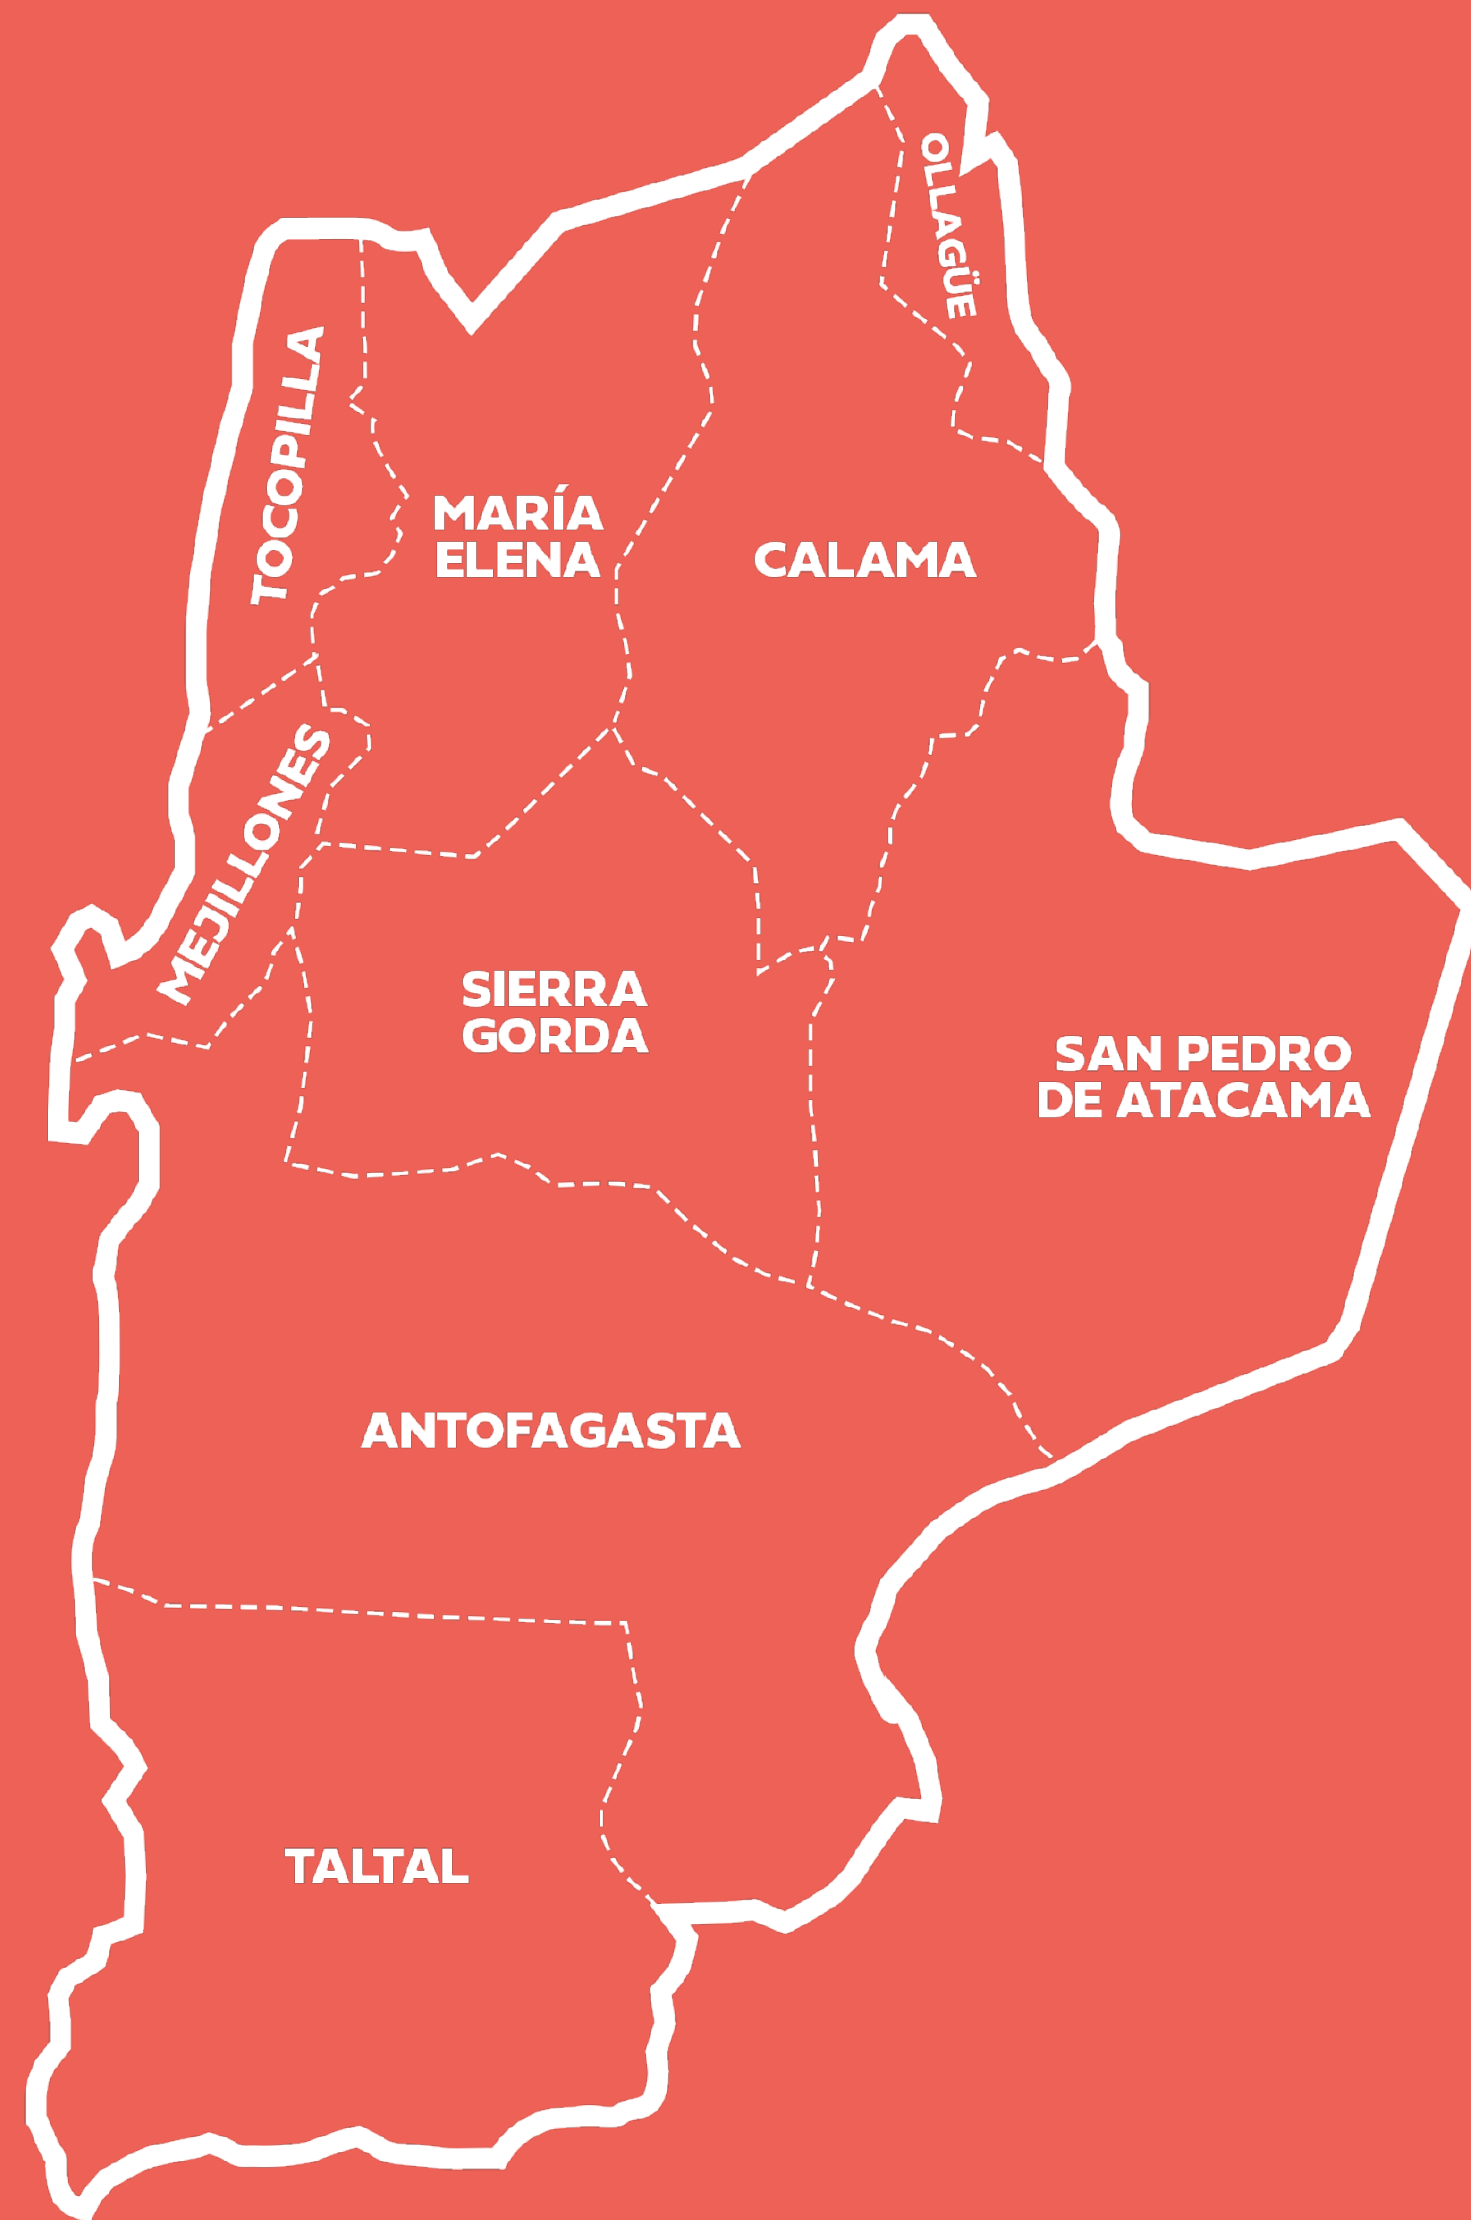 OLLAGÜE
TOCOPILLA
MARÍA
ELENA
CALAMA
MEJILLONES
SIERRA
GORDA
SAN PEDRO
DE ATACAMA
ANTOFAGASTA
TALTAL